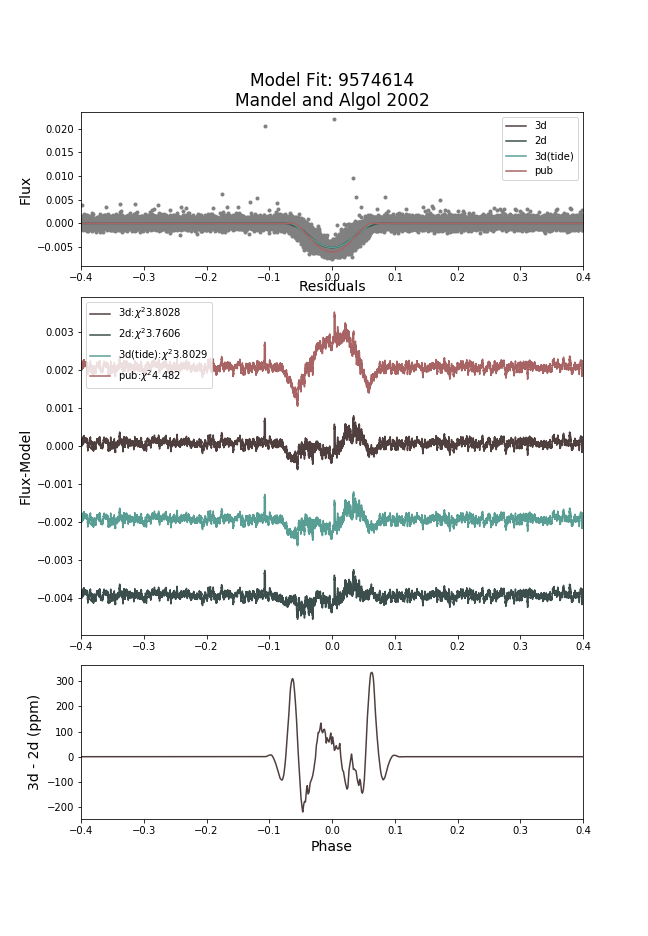 Model Fit: 9574614
Mandel and Algol 2002
Flux
0.020
0.015
0.010
0.005
0.000
−0.005
3d
2d
3d(tide)
pub
−0.4 −0.3 −0.2 −0.1 0.0 0.1 0.2 0.3 0.4
Residuals
Flux-Model
0.003
0.002
0.001
0.000
−0.001
−0.002
−0.003
−0.004
3d:χ²3.8028
2d:χ²3.7606
3d(tide):χ²3.8029
pub:χ²4.482
−0.4 −0.3 −0.2 −0.1 0.0 0.1 0.2 0.3 0.4
3d - 2d (ppm)
300
200
100
0
−100
−200
−0.4 −0.3 −0.2 −0.1 0.0 0.1 0.2 0.3 0.4
Phase